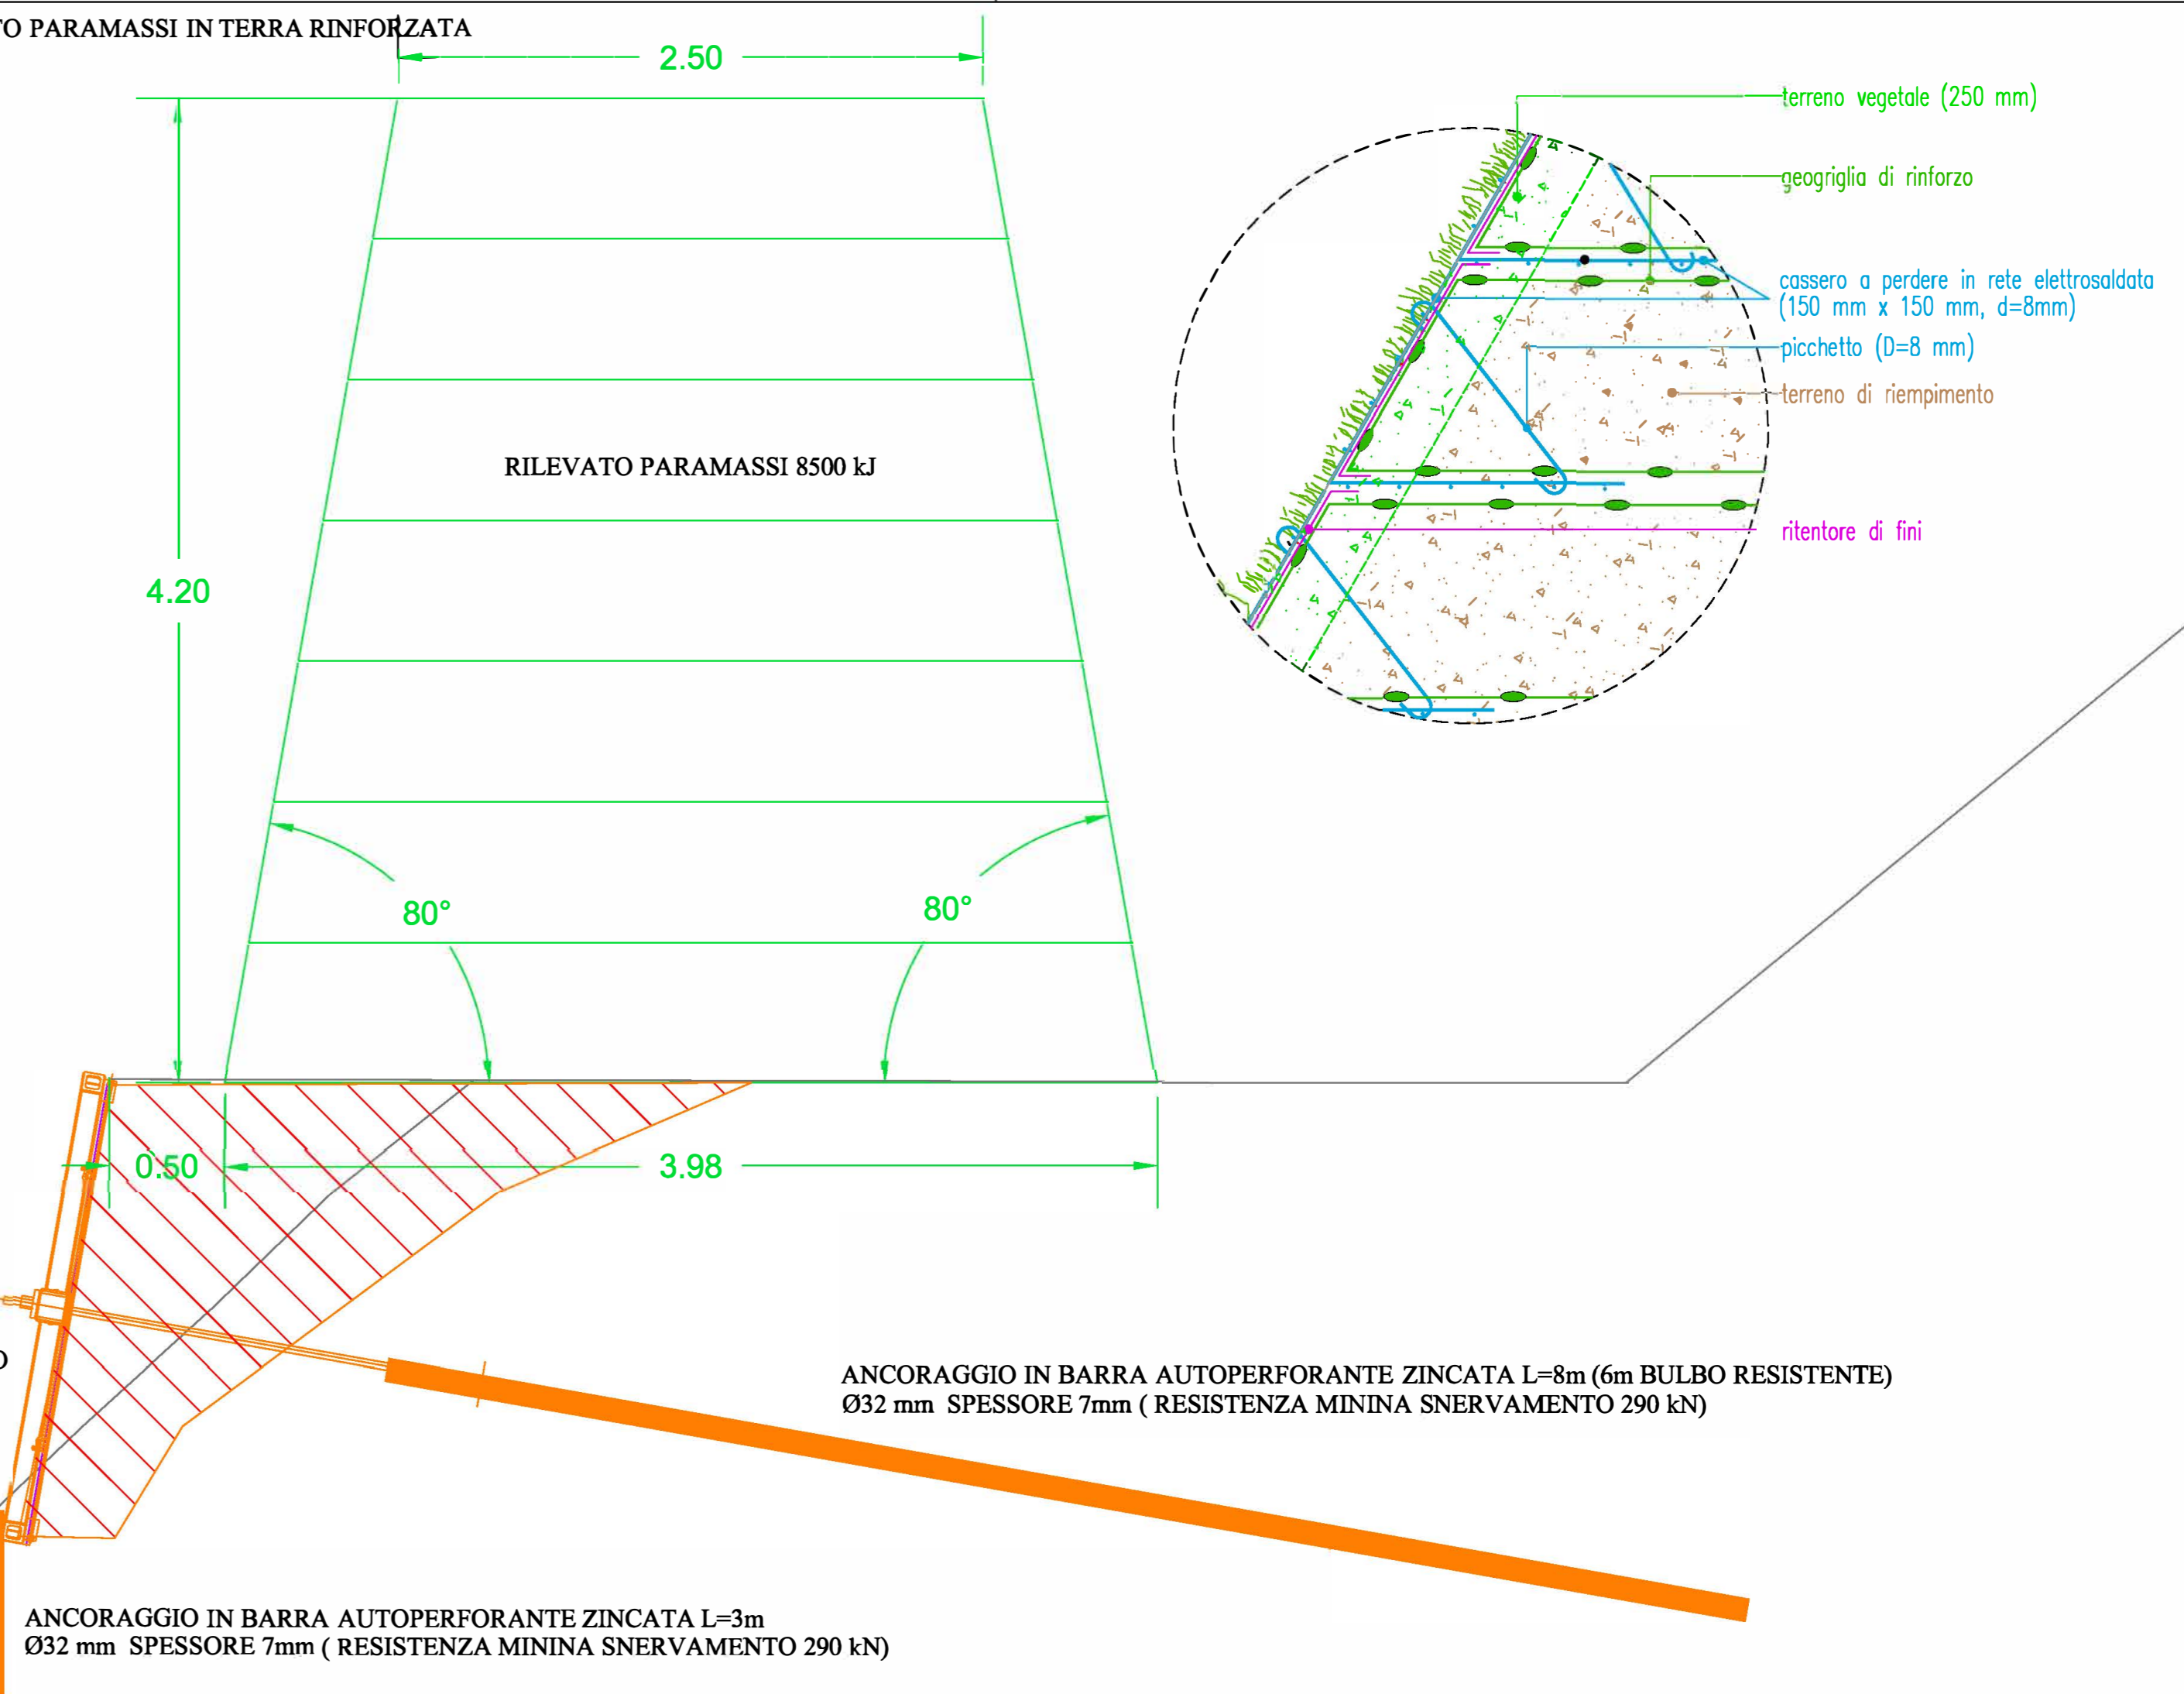 TO PARAMASSI IN TERRA RINFORZATA
2.50
terreno vegetale (250 mm)
geogriglia di rinforzo
cassero a perdere in rete elettrosaldata
(150 mm x 150 mm, d=8mm)
picchetto (D=8 mm)
terreno di riempimento
ritentore di fini
RILEVATO PARAMASSI 8500 kJ
4.20
80°
80°
0.50
3.98
O
ANCORAGGIO IN BARRA AUTOPERFORANTE ZINCATA L=8m (6m BULBO RESISTENTE)
Ø32 mm SPESSORE 7mm ( RESISTENZA MININA SNERVAMENTO 290 kN)
ANCORAGGIO IN BARRA AUTOPERFORANTE ZINCATA L=3m
Ø32 mm SPESSORE 7mm ( RESISTENZA MININA SNERVAMENTO 290 kN)